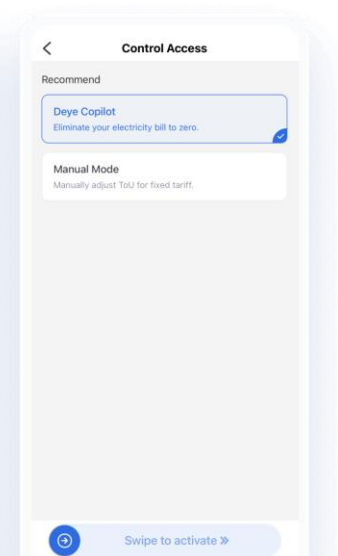 Control Access
Recommend
Deye Copilot
Eliminate your electricity bill to zero.
Manual Mode
Manually adjust ToU for fixed tariff.
Swipe to activate »